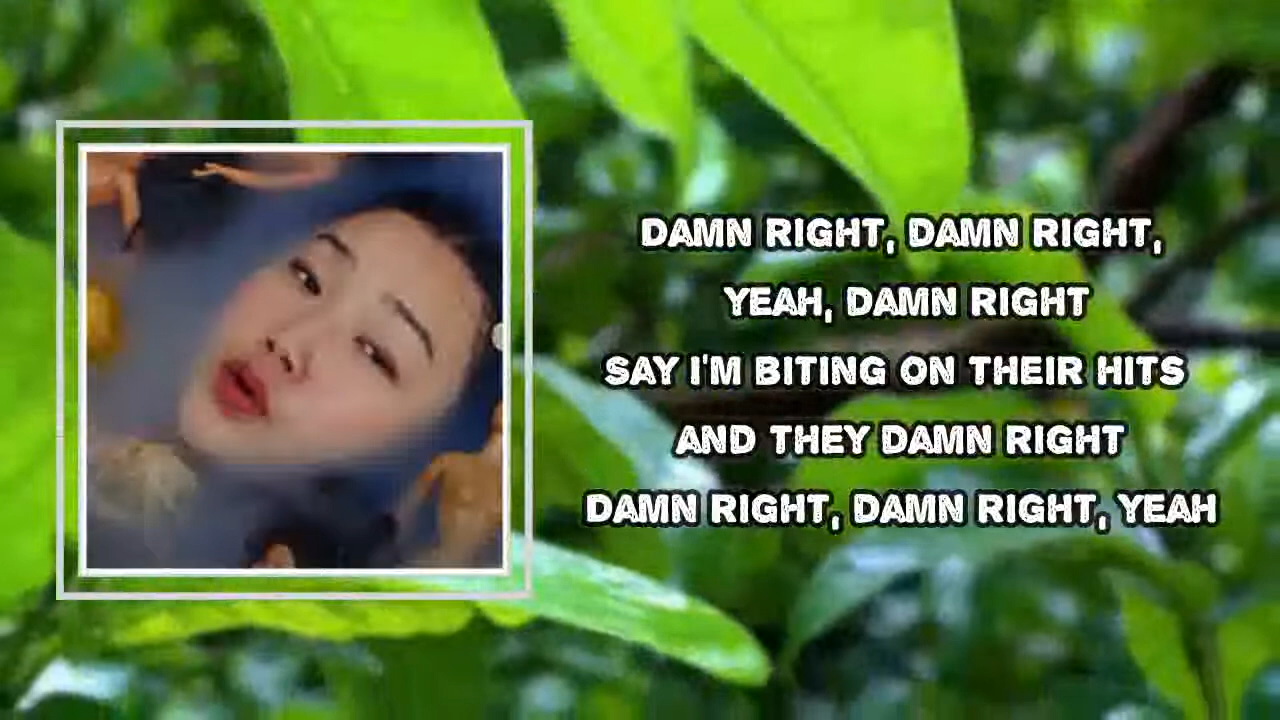 DAMN RIGHT, DAMN RIGHT,
YEAH, DAMN RIGHT
SAY I'M BITING ON THEIR HITS
AND THEY DAMN RIGHT
DAMN RIGHT, DAMN RIGHT, YEAH